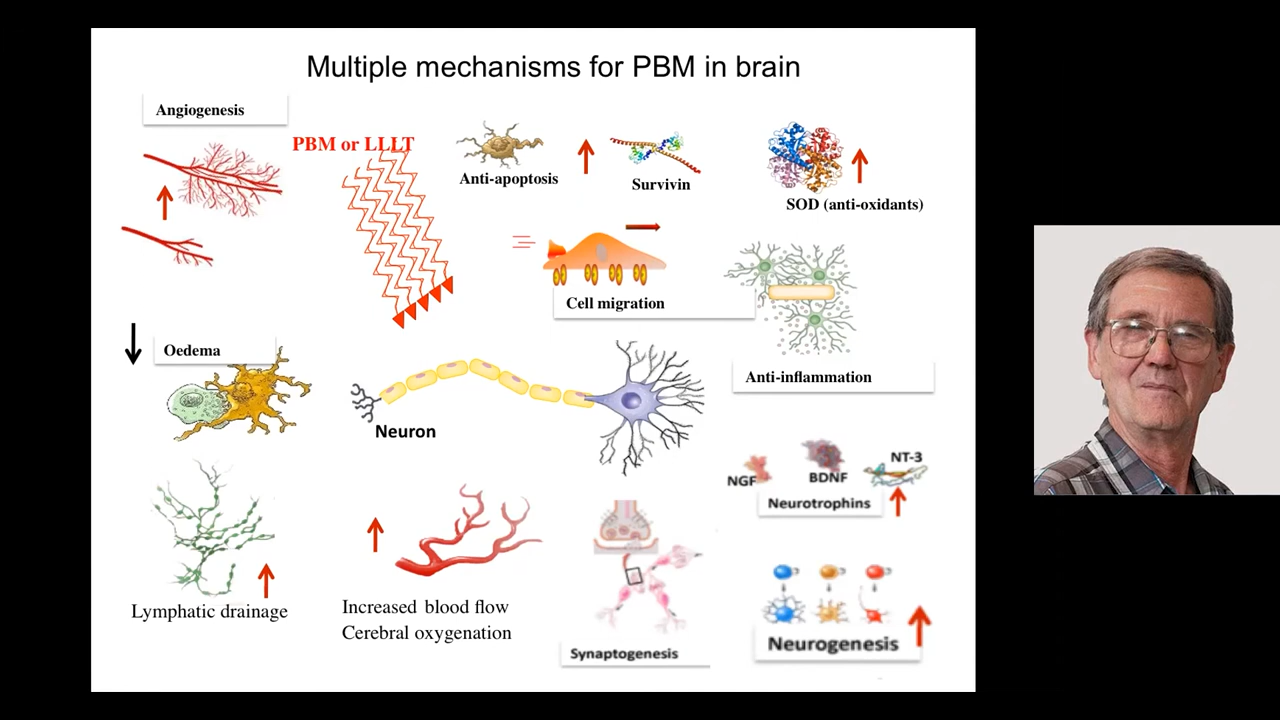 Multiple mechanisms for PBM in brain
Angiogenesis
PBM or LLLT
Anti-apoptosis
Survivin
SOD (anti-oxidants)
Cell migration
Oedema
Anti-inflammation
Neuron
NGF
BDNF
NT-3
Neurotrophins
Lymphatic drainage
Increased blood flow
Cerebral oxygenation
Synaptogenesis
Neurogenesis